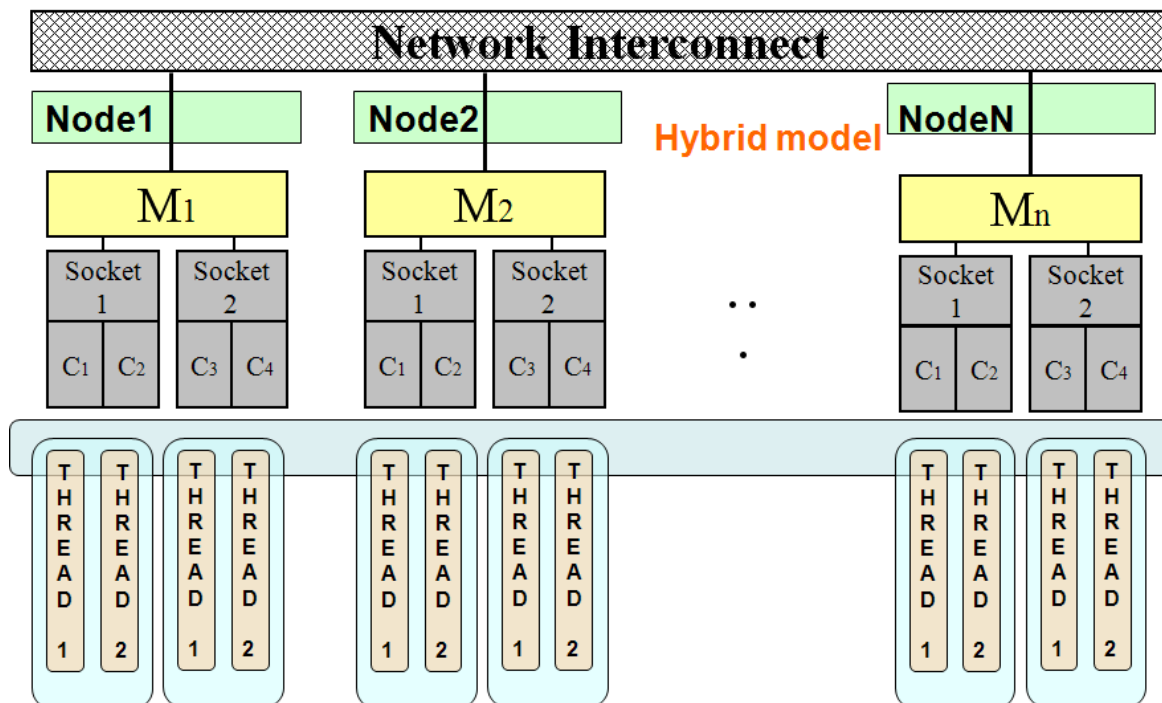 Network Interconnect
Node1
Node2
NodeN
Hybrid model
M1
M2
Mn
Socket
1
Socket
2
Socket
1
Socket
2
Socket
1
Socket
2
C1
C2
C3
C4
C1
C2
C3
C4
C1
C2
C3
C4
. .
.
THREAD 1
THREAD 2
THREAD 1
THREAD 2
THREAD 1
THREAD 2
THREAD 1
THREAD 2
THREAD 1
THREAD 2
THREAD 1
THREAD 2